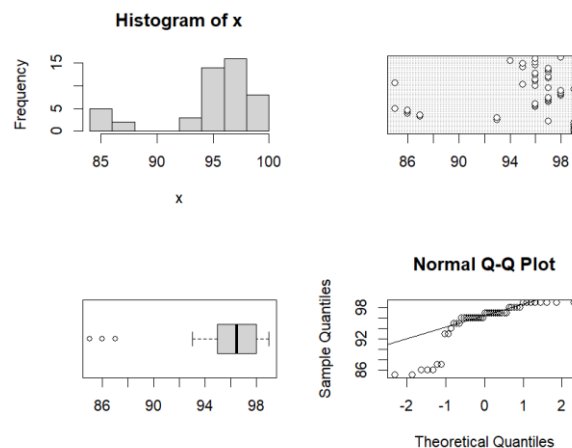 Histogram of x
Frequency
0 5 15
85 90 95 100
x
86 90 94 98
86 90 94 98
Normal Q-Q Plot
Sample Quantiles
86 92 98
-2 -1 0 1 2
Theoretical Quantiles